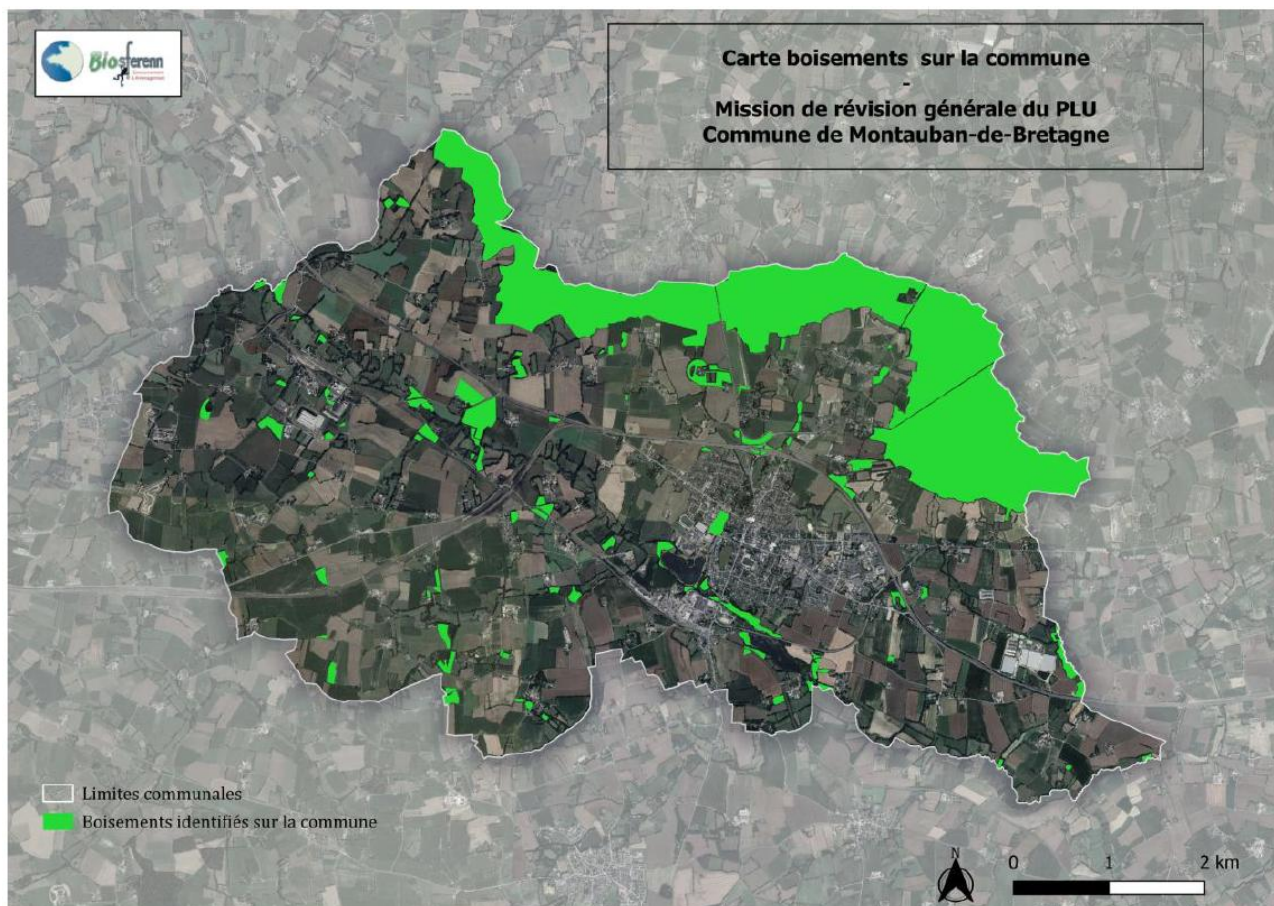 Biosferenn
Carte boisements sur la commune
-
Mission de révision générale du PLU
Commune de Montauban-de-Bretagne
Limites communales
Boisements identifiés sur la commune
N
0 1 2 km